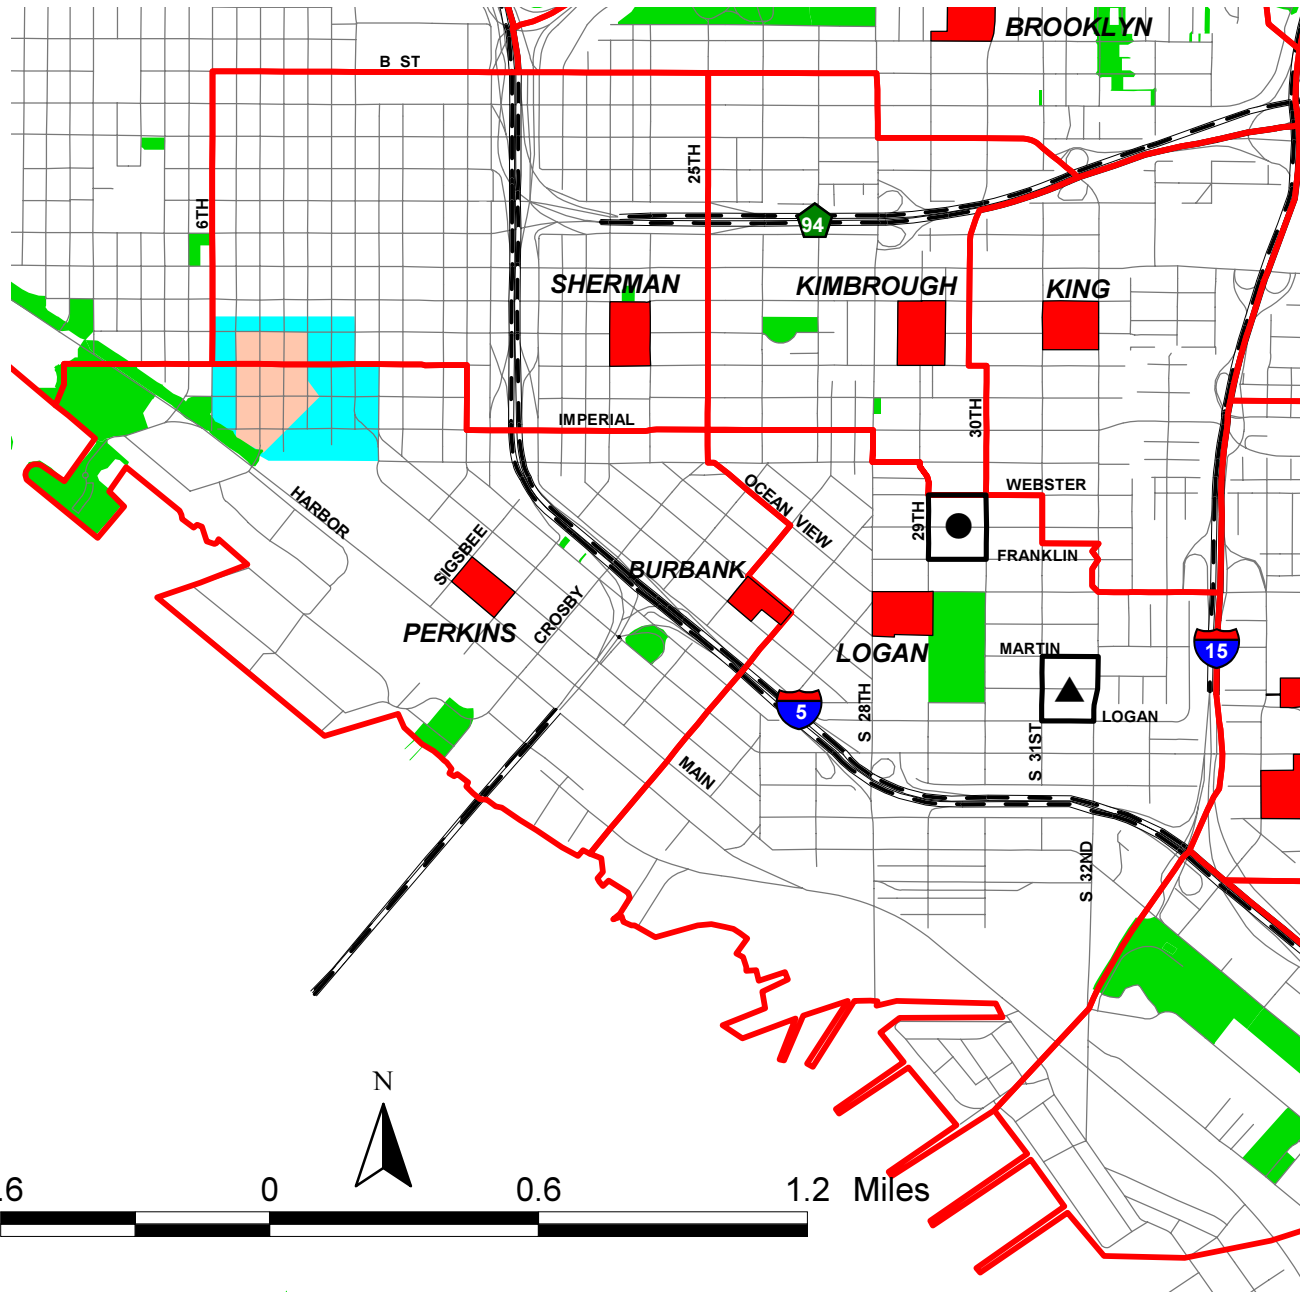 BROOKLYN
B ST
25TH
6TH
94
SHERMAN
KIMBROUGH
KING
IMPERIAL
30TH
WEBSTER
OCEAN VIEW
HARBOR
29TH
FRANKLIN
SIGSBEE
BURBANK
CROSBY
PERKINS
LOGAN
MARTIN
15
5
S 28TH
LOGAN
S 31ST
MAIN
S 32ND
N
.6 0 0.6 1.2 Miles